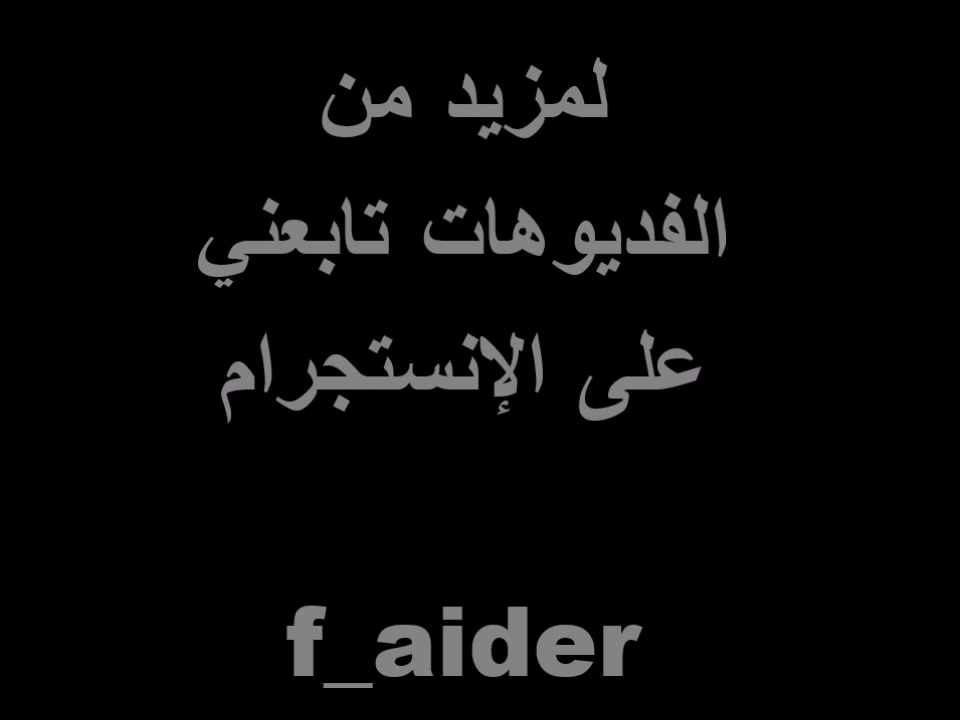 لمزيد من
الفديوهات تابعني
على الإنستجرام
f_aider